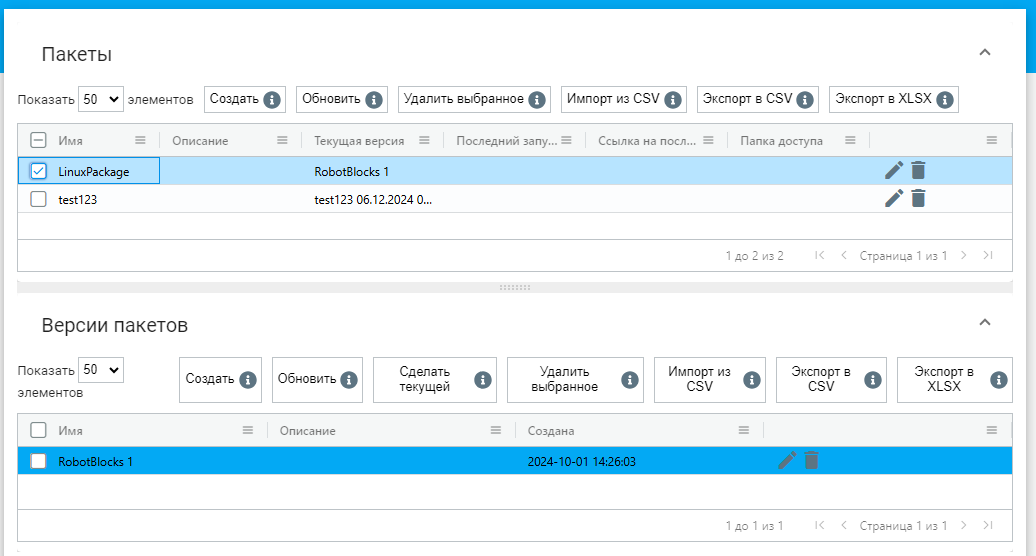 Пакеты
Показать 50 элементов Создать Обновить Удалить выбранное Импорт из CSV Экспорт в CSV Экспорт в XLSX
Имя Описание Текущая версия Последний запу... Ссылка на посл... Папка доступа
LinuxPackage RobotBlocks 1
test123 test123 06.12.2024 0...
1 до 2 из 2 Страница 1 из 1
Версии пакетов
Показать 50 элементов Создать Обновить Сделать текущей Удалить выбранное Импорт из CSV Экспорт в CSV Экспорт в XLSX
Имя Описание Создана
RobotBlocks 1 2024-10-01 14:26:03
1 до 1 из 1 Страница 1 из 1